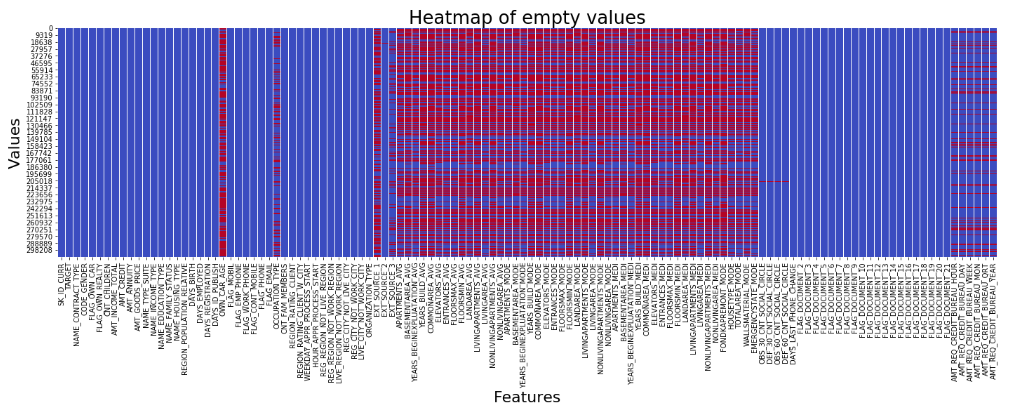 Heatmap of empty values
Values
0
9319
18638
27957
37276
46595
55914
65233
74552
83871
93190
102509
111828
121147
130466
139785
149104
158423
167742
177061
186380
195699
205018
214337
223656
232975
242294
251613
260932
270251
279570
288889
298208
SK_ID_CURR
TARGET
NAME_CONTRACT_TYPE
CODE_GENDER
FLAG_OWN_CAR
FLAG_OWN_REALTY
CNT_CHILDREN
AMT_INCOME_TOTAL
AMT_CREDIT
AMT_ANNUITY
AMT_GOODS_PRICE
NAME_TYPE_SUITE
NAME_INCOME_TYPE
NAME_EDUCATION_TYPE
NAME_FAMILY_STATUS
NAME_HOUSING_TYPE
REGION_POPULATION_RELATIVE
DAYS_BIRTH
DAYS_EMPLOYED
DAYS_REGISTRATION
DAYS_ID_PUBLISH
OWN_CAR_AGE
FLAG_MOBIL
FLAG_EMP_PHONE
FLAG_WORK_PHONE
FLAG_CONT_MOBILE
FLAG_PHONE
FLAG_EMAIL
OCCUPATION_TYPE
CNT_FAM_MEMBERS
REGION_RATING_CLIENT
REGION_RATING_CLIENT_W_CITY
WEEKDAY_APPR_PROCESS_START
HOUR_APPR_PROCESS_START
REG_REGION_NOT_LIVE_REGION
REG_REGION_NOT_WORK_REGION
LIVE_REGION_NOT_WORK_REGION
REG_CITY_NOT_LIVE_CITY
REG_CITY_NOT_WORK_CITY
LIVE_CITY_NOT_WORK_CITY
ORGANIZATION_TYPE
EXT_SOURCE_1
EXT_SOURCE_2
EXT_SOURCE_3
APARTMENTS_AVG
BASEMENTAREA_AVG
YEARS_BEGINEXPLUATATION_AVG
YEARS_BUILD_AVG
COMMONAREA_AVG
ELEVATORS_AVG
ENTRANCES_AVG
FLOORSMAX_AVG
FLOORSMIN_AVG
LANDAREA_AVG
LIVINGAPARTMENTS_AVG
LIVINGAREA_AVG
NONLIVINGAPARTMENTS_AVG
NONLIVINGAREA_AVG
APARTMENTS_MODE
BASEMENTAREA_MODE
YEARS_BEGINEXPLUATATION_MODE
YEARS_BUILD_MODE
COMMONAREA_MODE
ELEVATORS_MODE
ENTRANCES_MODE
FLOORSMAX_MODE
FLOORSMIN_MODE
LANDAREA_MODE
LIVINGAPARTMENTS_MODE
LIVINGAREA_MODE
NONLIVINGAPARTMENTS_MODE
NONLIVINGAREA_MODE
APARTMENTS_MEDI
BASEMENTAREA_MEDI
YEARS_BEGINEXPLUATATION_MEDI
YEARS_BUILD_MEDI
COMMONAREA_MEDI
ELEVATORS_MEDI
ENTRANCES_MEDI
FLOORSMAX_MEDI
FLOORSMIN_MEDI
LANDAREA_MEDI
LIVINGAPARTMENTS_MEDI
LIVINGAREA_MEDI
NONLIVINGAPARTMENTS_MEDI
NONLIVINGAREA_MEDI
FONDKAPREMONT_MODE
HOUSETYPE_MODE
TOTALAREA_MODE
WALLSMATERIAL_MODE
EMERGENCYSTATE_MODE
OBS_30_CNT_SOCIAL_CIRCLE
DEF_30_CNT_SOCIAL_CIRCLE
OBS_60_CNT_SOCIAL_CIRCLE
DEF_60_CNT_SOCIAL_CIRCLE
DAYS_LAST_PHONE_CHANGE
FLAG_DOCUMENT_2
FLAG_DOCUMENT_3
FLAG_DOCUMENT_4
FLAG_DOCUMENT_5
FLAG_DOCUMENT_6
FLAG_DOCUMENT_7
FLAG_DOCUMENT_8
FLAG_DOCUMENT_9
FLAG_DOCUMENT_10
FLAG_DOCUMENT_11
FLAG_DOCUMENT_12
FLAG_DOCUMENT_13
FLAG_DOCUMENT_14
FLAG_DOCUMENT_15
FLAG_DOCUMENT_16
FLAG_DOCUMENT_17
FLAG_DOCUMENT_18
FLAG_DOCUMENT_19
FLAG_DOCUMENT_20
FLAG_DOCUMENT_21
AMT_REQ_CREDIT_BUREAU_HOUR
AMT_REQ_CREDIT_BUREAU_DAY
AMT_REQ_CREDIT_BUREAU_WEEK
AMT_REQ_CREDIT_BUREAU_MON
AMT_REQ_CREDIT_BUREAU_QRT
AMT_REQ_CREDIT_BUREAU_YEAR
Features